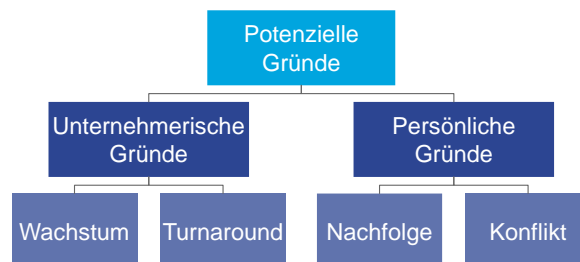 Potenzielle
Gründe
Unternehmerische
Gründe
Persönliche
Gründe
Wachstum
Turnaround
Nachfolge
Konflikt